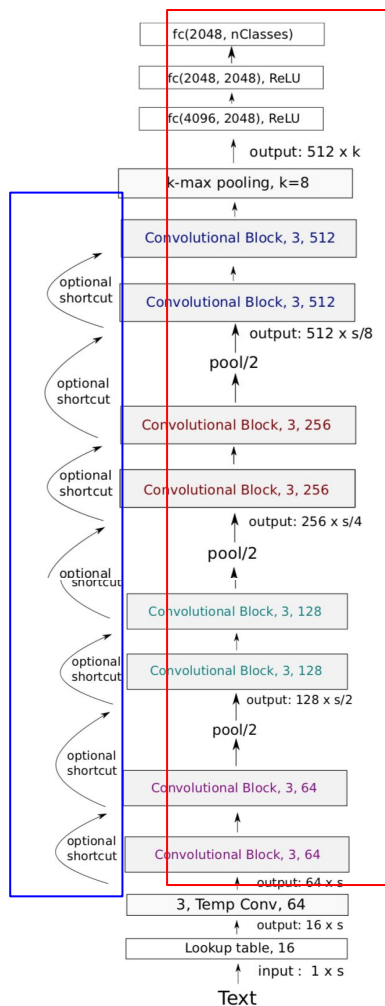 fc(2048, nClasses)
fc(2048, 2048), ReLU
fc(4096, 2048), ReLU
output: 512 x k
k-max pooling, k=8
Convolutional Block, 3, 512
optional
shortcut
Convolutional Block, 3, 512
output: 512 x s/8
pool/2
optional
shortcut
Convolutional Block, 3, 256
optional
shortcut
Convolutional Block, 3, 256
output: 256 x s/4
pool/2
optional
shortcut
Convolutional Block, 3, 128
optional
shortcut
Convolutional Block, 3, 128
output: 128 x s/2
pool/2
optional
shortcut
Convolutional Block, 3, 64
optional
shortcut
Convolutional Block, 3, 64
output: 64 x s
3, Temp Conv, 64
output: 16 x s
Lookup table, 16
input : 1 x s
Text